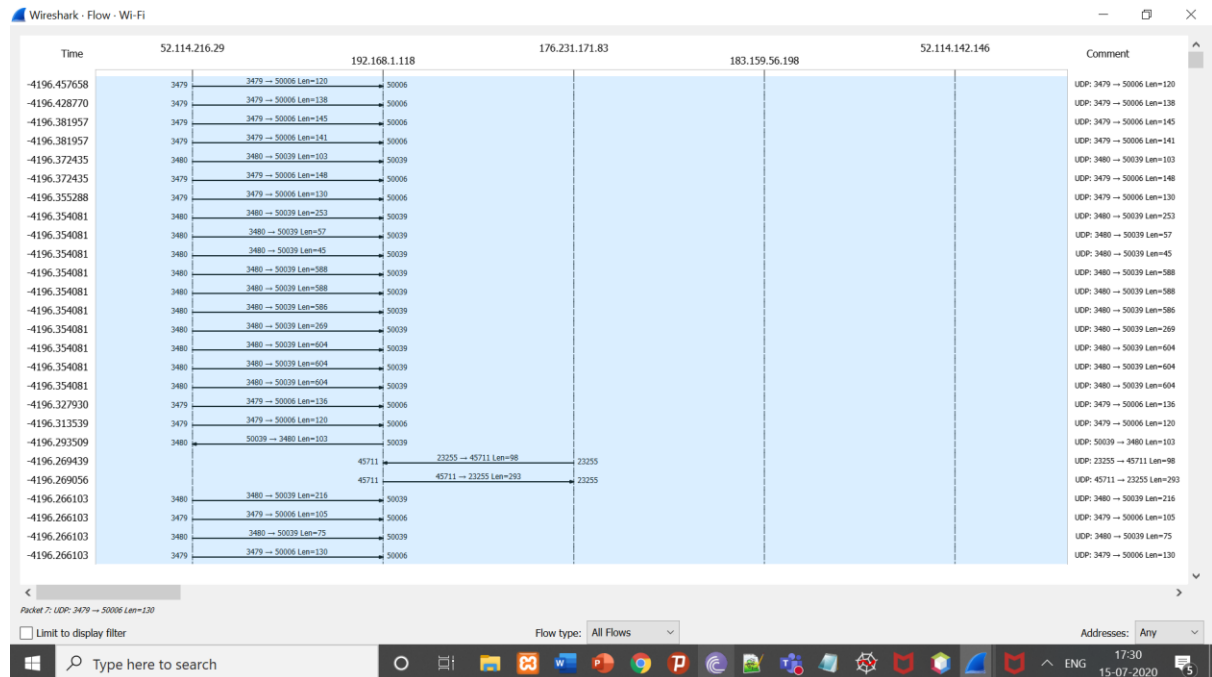 Wireshark · Flow · Wi-Fi
Time 52.114.216.29 192.168.1.118 176.231.171.83 183.159.56.198 52.114.142.146 Comment
-4196.457658 3479 3479 → 50006 Len=120 50006 UDP: 3479 → 50006 Len=120
-4196.428770 3479 3479 → 50006 Len=138 50006 UDP: 3479 → 50006 Len=138
-4196.381957 3479 3479 → 50006 Len=145 50006 UDP: 3479 → 50006 Len=145
-4196.381957 3479 3479 → 50006 Len=141 50006 UDP: 3479 → 50006 Len=141
-4196.372435 3480 3480 → 50039 Len=103 50039 UDP: 3480 → 50039 Len=103
-4196.372435 3479 3479 → 50006 Len=148 50006 UDP: 3479 → 50006 Len=148
-4196.355288 3479 3479 → 50006 Len=130 50006 UDP: 3479 → 50006 Len=130
-4196.354081 3480 3480 → 50039 Len=253 50039 UDP: 3480 → 50039 Len=253
-4196.354081 3480 3480 → 50039 Len=57 50039 UDP: 3480 → 50039 Len=57
-4196.354081 3480 3480 → 50039 Len=45 50039 UDP: 3480 → 50039 Len=45
-4196.354081 3480 3480 → 50039 Len=588 50039 UDP: 3480 → 50039 Len=588
-4196.354081 3480 3480 → 50039 Len=588 50039 UDP: 3480 → 50039 Len=588
-4196.354081 3480 3480 → 50039 Len=586 50039 UDP: 3480 → 50039 Len=586
-4196.354081 3480 3480 → 50039 Len=269 50039 UDP: 3480 → 50039 Len=269
-4196.354081 3480 3480 → 50039 Len=604 50039 UDP: 3480 → 50039 Len=604
-4196.354081 3480 3480 → 50039 Len=604 50039 UDP: 3480 → 50039 Len=604
-4196.354081 3480 3480 → 50039 Len=604 50039 UDP: 3480 → 50039 Len=604
-4196.327930 3479 3479 → 50006 Len=136 50006 UDP: 3479 → 50006 Len=136
-4196.313539 3479 3479 → 50006 Len=120 50006 UDP: 3479 → 50006 Len=120
-4196.293509 3480 50039 → 3480 Len=103 50039 UDP: 50039 → 3480 Len=103
-4196.269439 45711 23255 → 45711 Len=98 23255 UDP: 23255 → 45711 Len=98
-4196.269056 45711 45711 → 23255 Len=293 23255 UDP: 45711 → 23255 Len=293
-4196.266103 3480 3480 → 50039 Len=216 50039 UDP: 3480 → 50039 Len=216
-4196.266103 3479 3479 → 50006 Len=105 50006 UDP: 3479 → 50006 Len=105
-4196.266103 3480 3480 → 50039 Len=75 50039 UDP: 3480 → 50039 Len=75
-4196.266103 3479 3479 → 50006 Len=130 50006 UDP: 3479 → 50006 Len=130
Packet 7: UDP: 3479 → 50006 Len=130
Limit to display filter Flow type: All Flows Addresses: Any
Type here to search ENG 17:30
15-07-2020 5